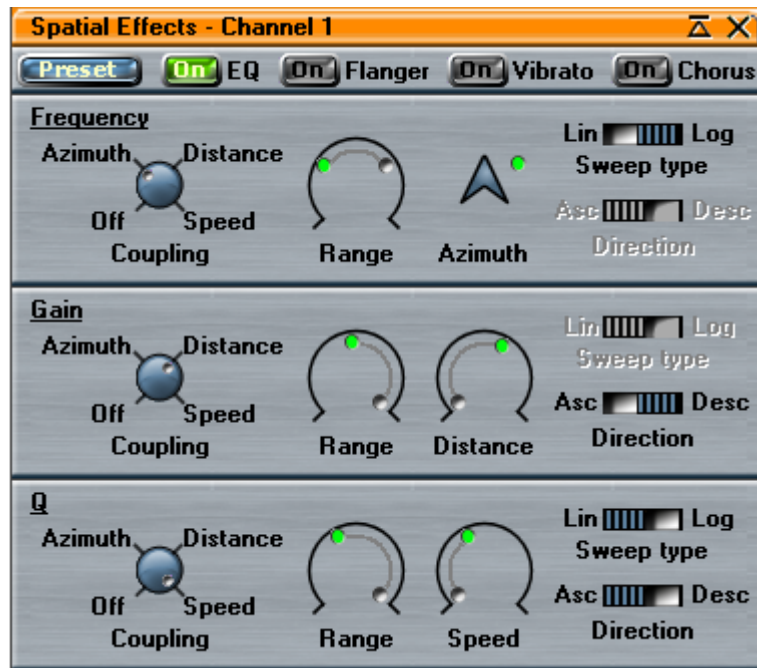 Spatial Effects - Channel 1
Preset On EQ On Flanger On Vibrato On Chorus
Frequency
Azimuth Distance
Off Speed
Coupling
Range
Azimuth
Lin Log
Sweep type
Asc Desc
Direction
Gain
Azimuth Distance
Off Speed
Coupling
Range
Distance
Lin Log
Sweep type
Asc Desc
Direction
Q
Azimuth Distance
Off Speed
Coupling
Range
Speed
Lin Log
Sweep type
Asc Desc
Direction